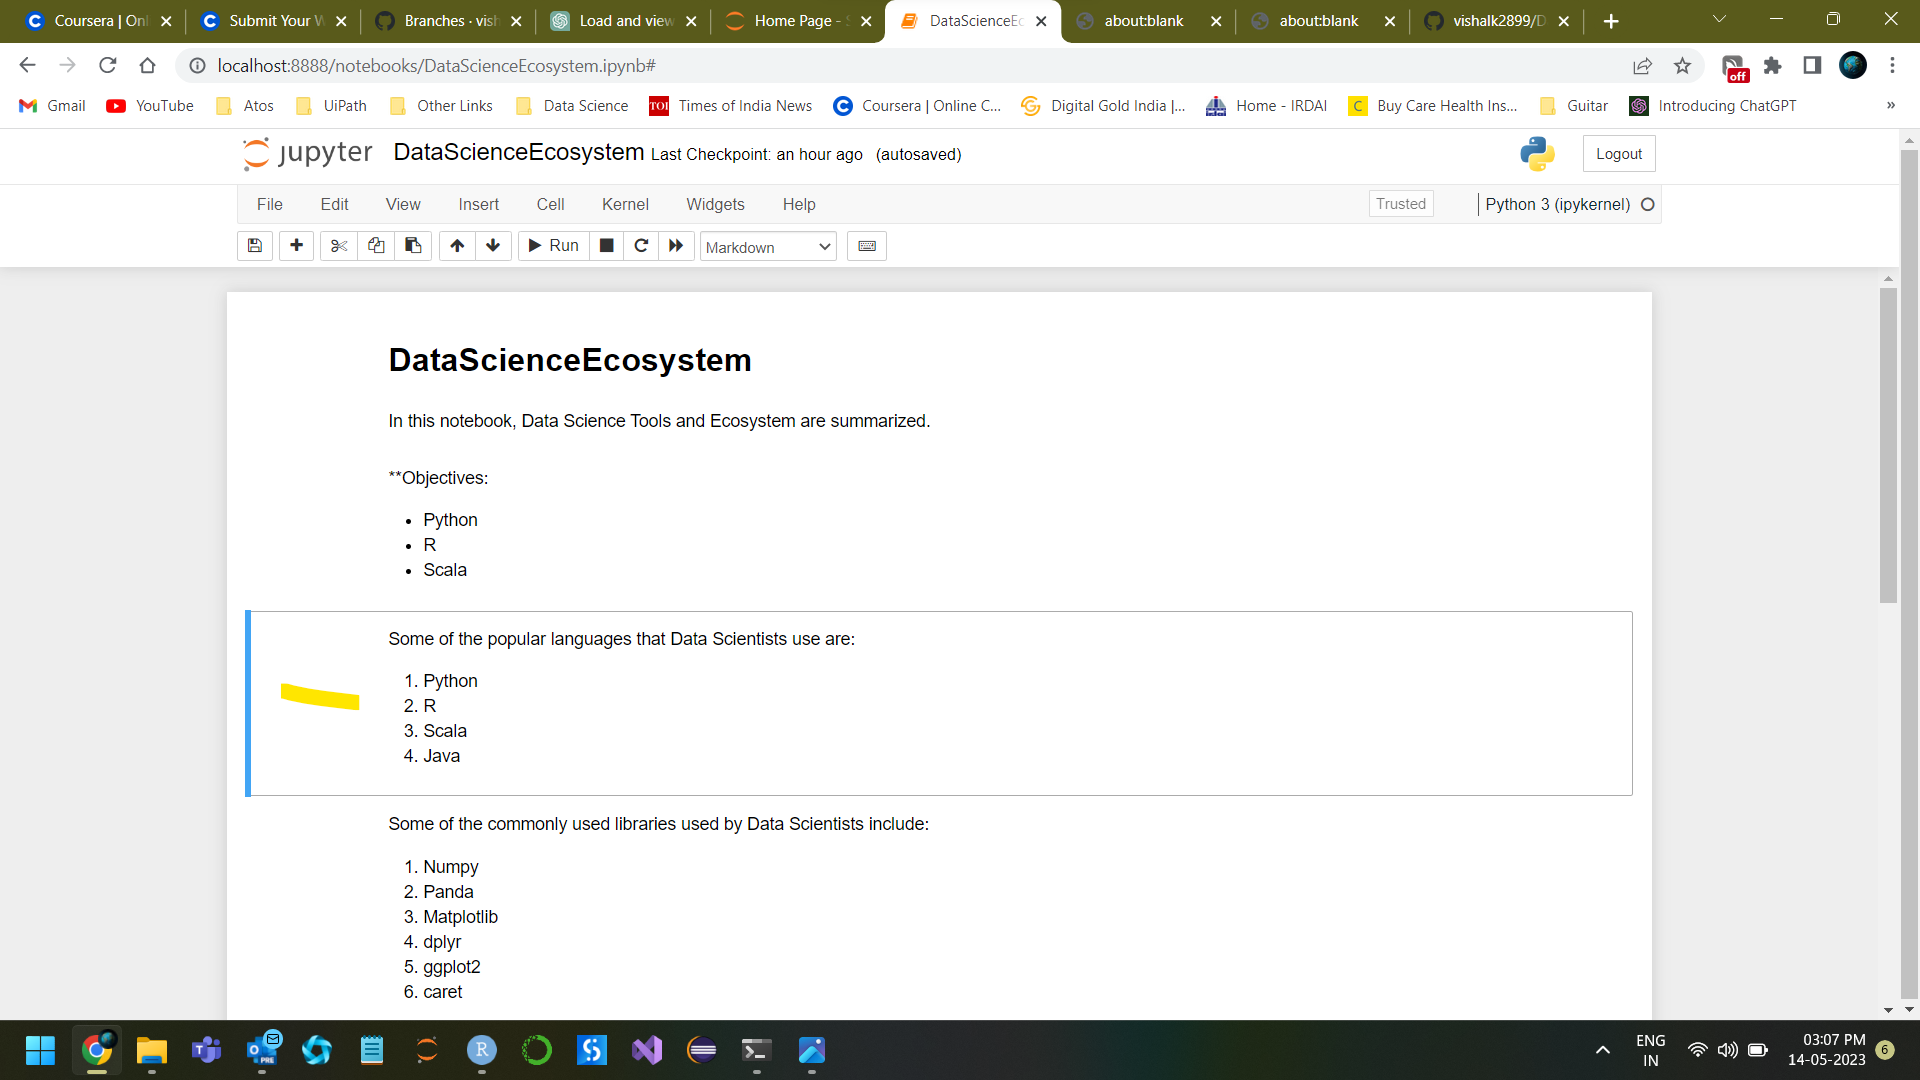 Coursera | Onl
Submit Your W
Branches · vish
Load and view
Home Page - S
DataScienceEc
about:blank
about:blank
vishalk2899/D
localhost:8888/notebooks/DataScienceEcosystem.ipynb#
off
Gmail
YouTube
Atos
UiPath
Other Links
Data Science
TOI
Times of India News
Coursera | Online C...
Digital Gold India |...
Home - IRDAI
C
Buy Care Health Ins...
Guitar
Introducing ChatGPT
»
jupyter
DataScienceEcosystem Last Checkpoint: an hour ago (autosaved)
Logout
File Edit View Insert Cell Kernel Widgets Help
Trusted
Python 3 (ipykernel)
Run
Markdown
DataScienceEcosystem
In this notebook, Data Science Tools and Ecosystem are summarized.
**Objectives:
• Python
• R
• Scala
Some of the popular languages that Data Scientists use are:
1. Python
2. R
3. Scala
4. Java
Some of the commonly used libraries used by Data Scientists include:
1. Numpy
2. Panda
3. Matplotlib
4. dplyr
5. ggplot2
6. caret
PRE
R
ENG
IN
03:07 PM
14-05-2023
6